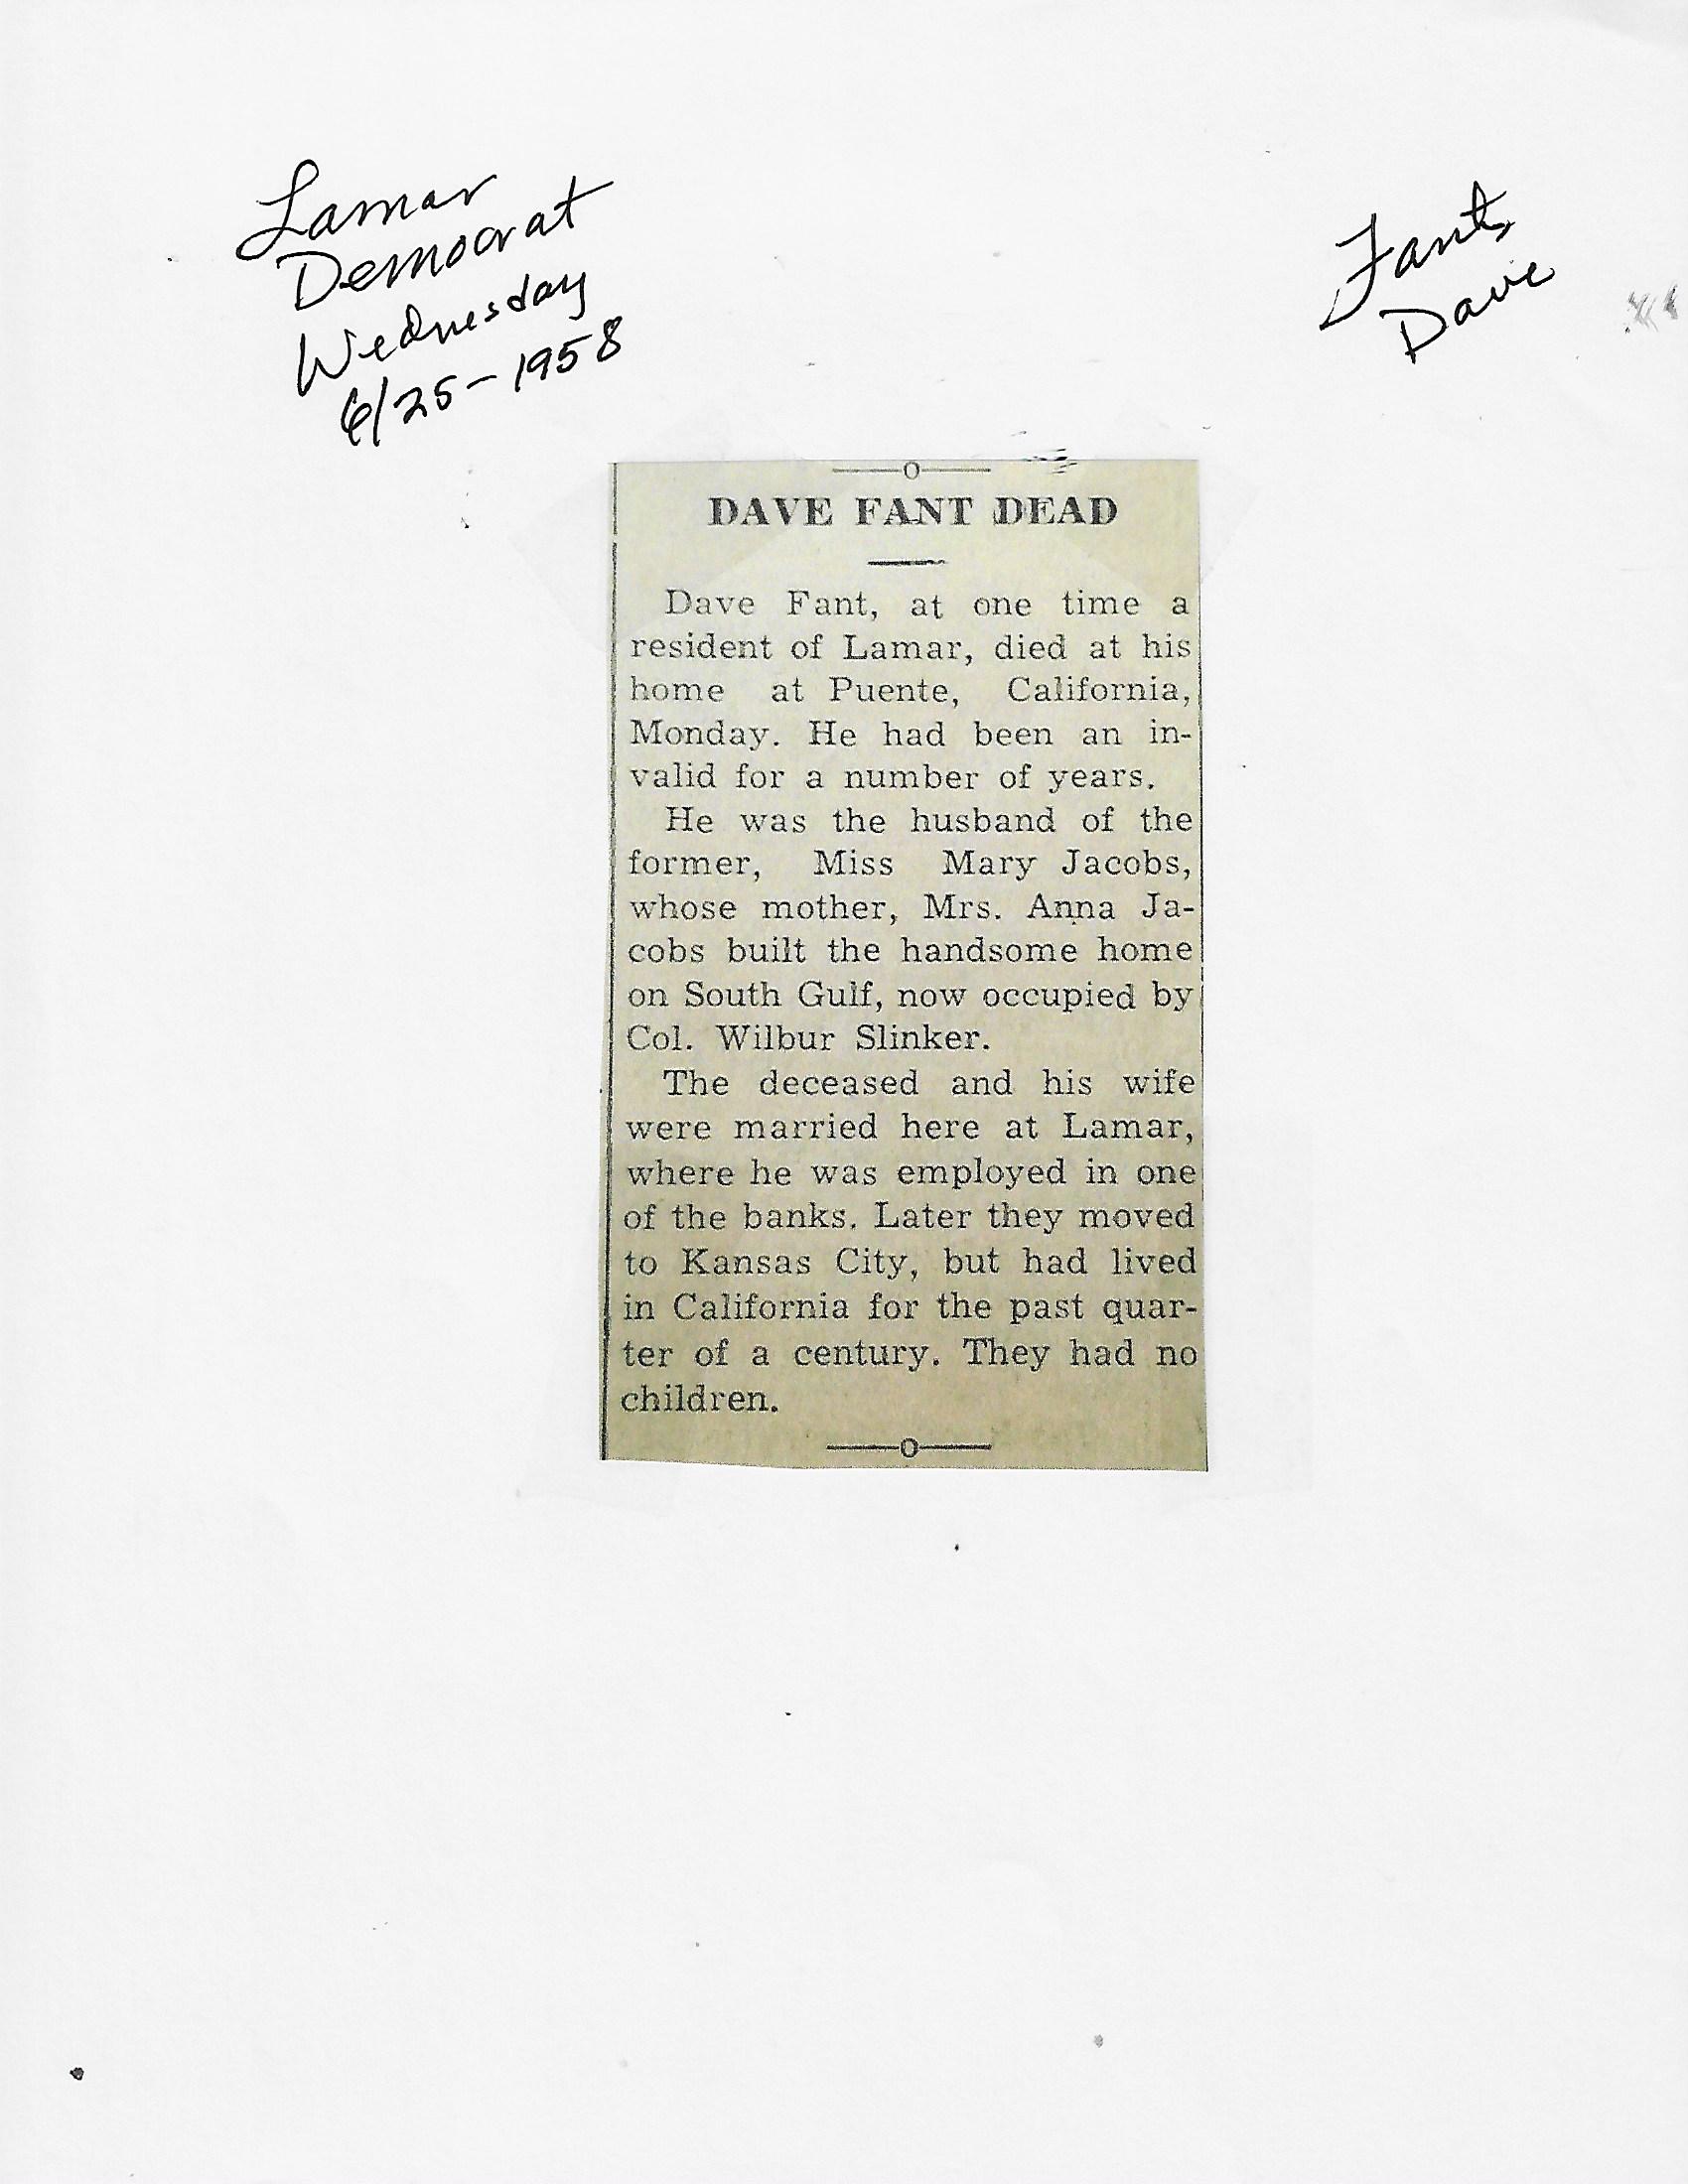 Lamar
Democrat
Wednesday
6/25-1958
Fant,
Dave
DAVE FANT DEAD
Dave Fant, at one time a
resident of Lamar, died at his
home at Puente, California,
Monday. He had been an in-
valid for a number of years.
He was the husband of the
former, Miss Mary Jacobs,
whose mother, Mrs. Anna Ja-
cobs built the handsome home
on South Gulf, now occupied by
Col. Wilbur Slinker.
The deceased and his wife
were married here at Lamar,
where he was employed in one
of the banks. Later they moved
to Kansas City, but had lived
in California for the past quar-
ter of a century. They had no
children.